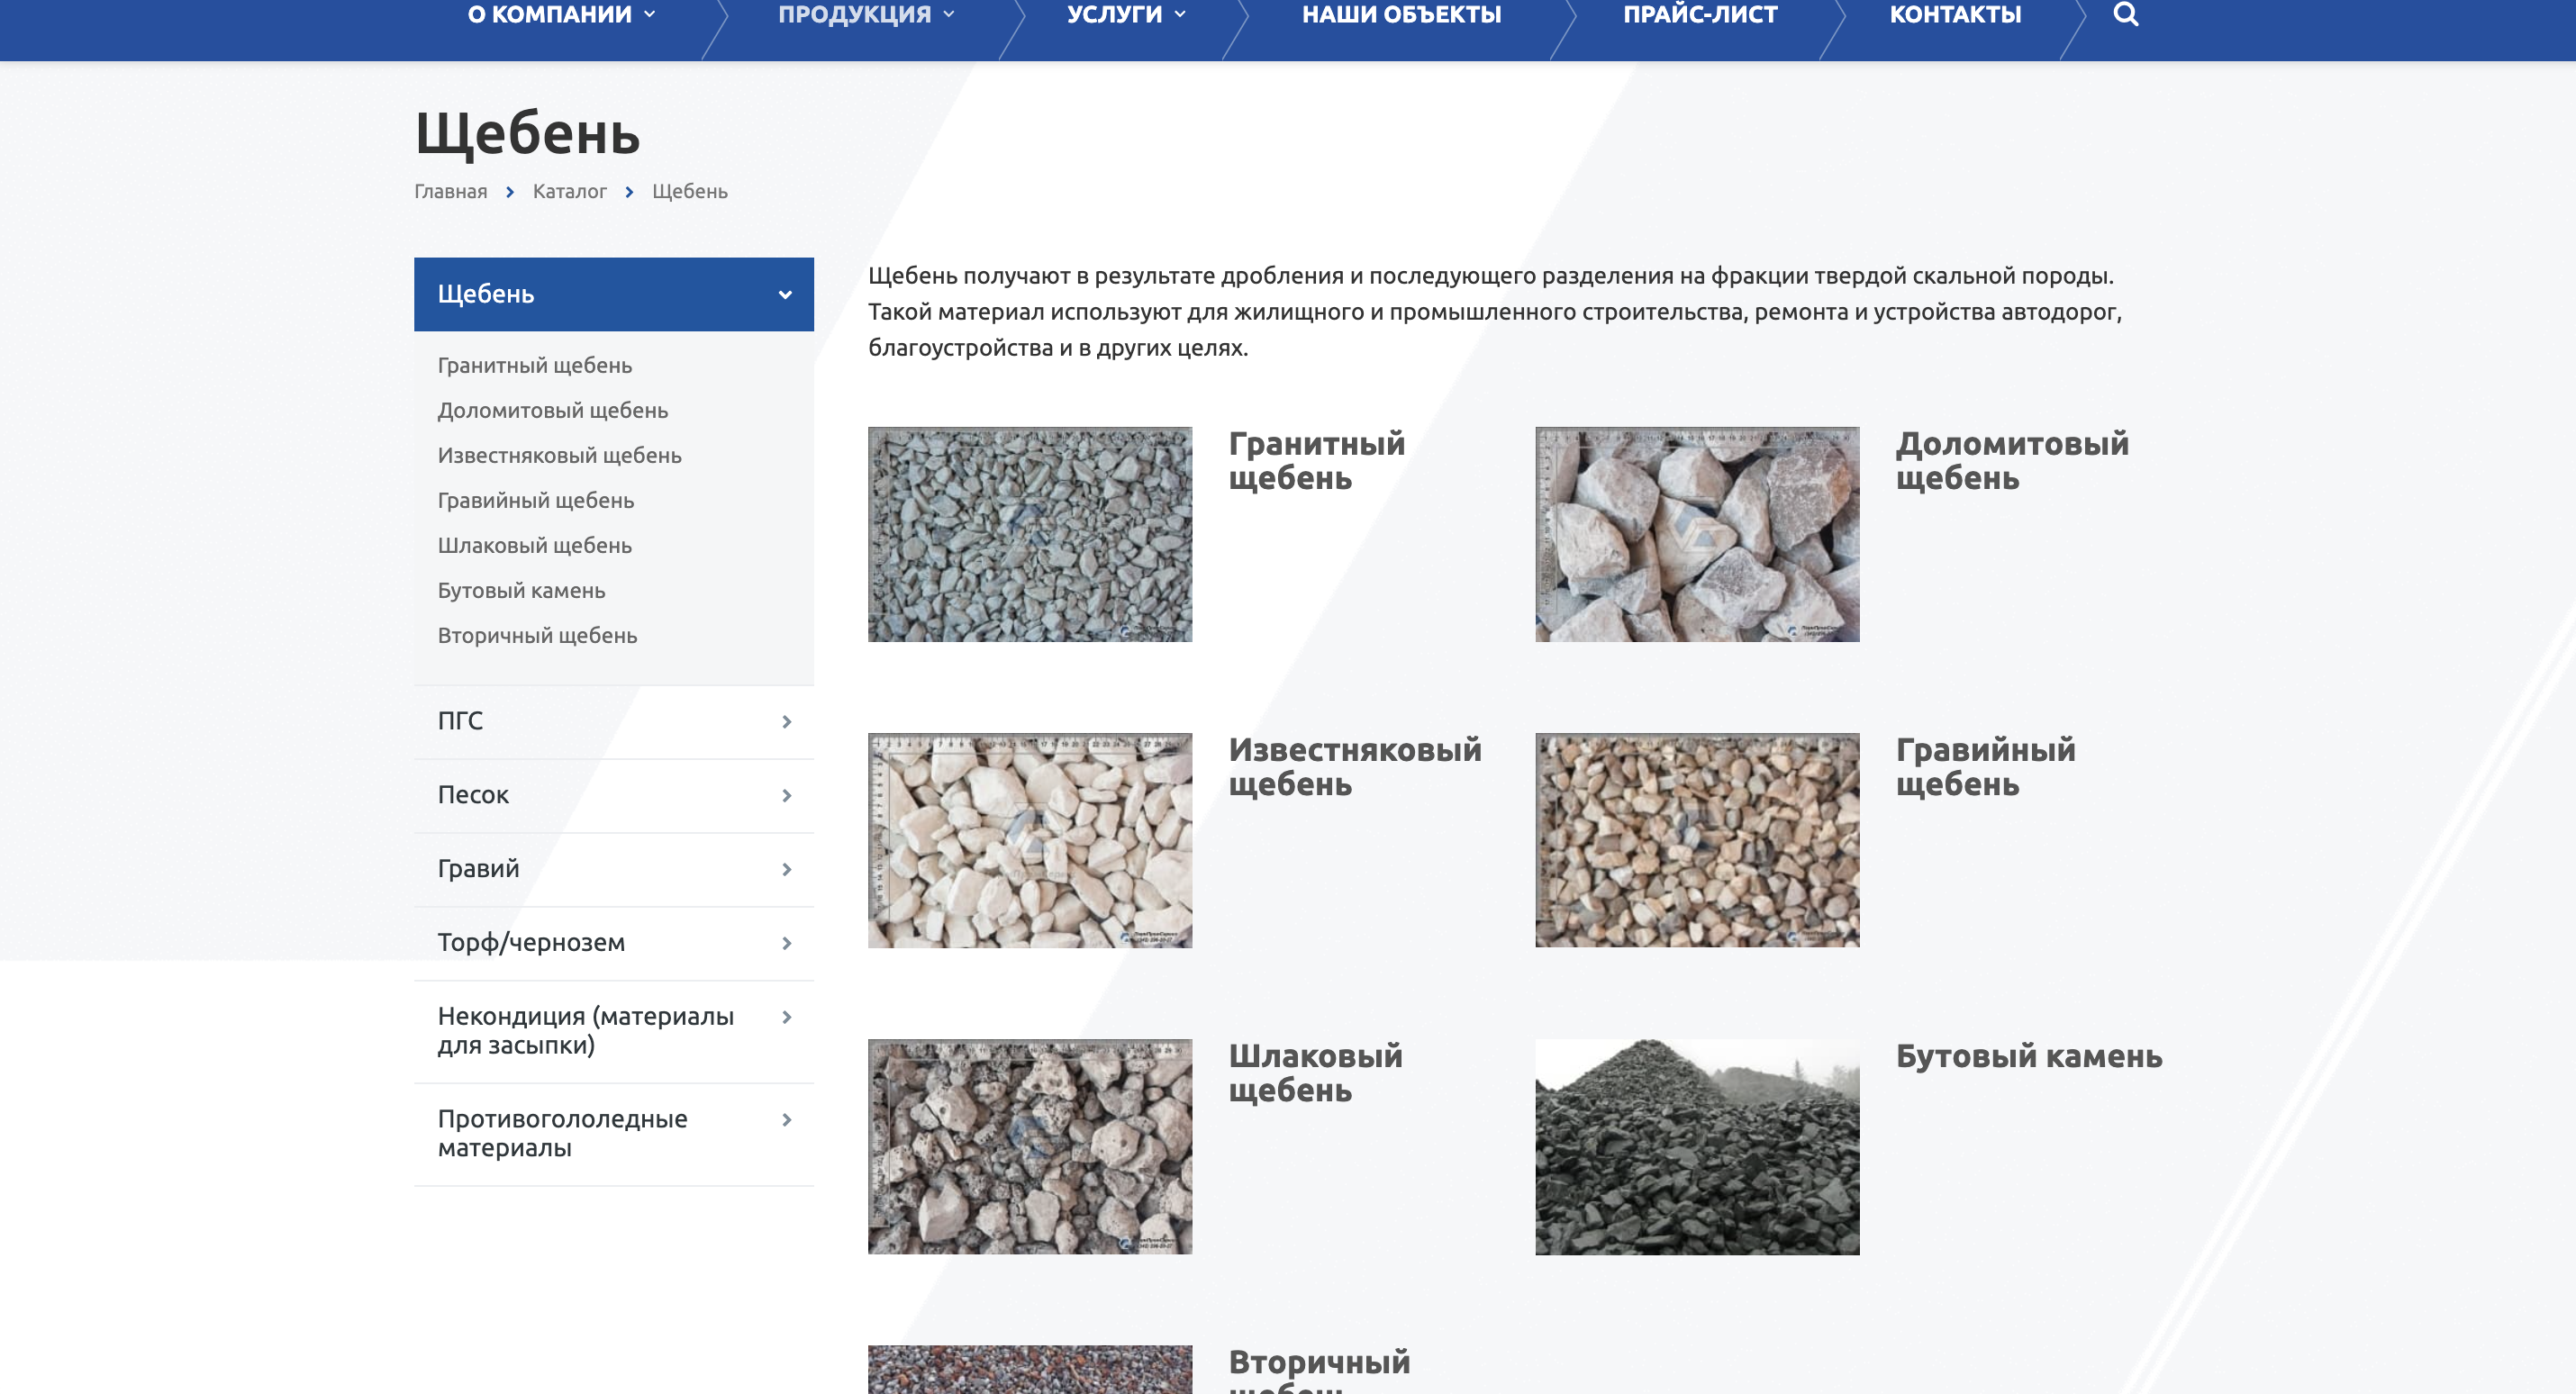 О КОМПАНИИ
ПРОДУКЦИЯ
УСЛУГИ
НАШИ ОБЪЕКТЫ
ПРАЙС-ЛИСТ
КОНТАКТЫ
Щебень
Главная
Каталог
Щебень
Щебень
Гранитный щебень
Доломитовый щебень
Известняковый щебень
Гравийный щебень
Шлаковый щебень
Бутовый камень
Вторичный щебень
ПГС
Песок
Гравий
Торф/чернозем
Некондиция (материалы
для засыпки)
Противогололедные
материалы
Щебень получают в результате дробления и последующего разделения на фракции твердой скальной породы.
Такой материал используют для жилищного и промышленного строительства, ремонта и устройства автодорог,
благоустройства и в других целях.
Гранитный
щебень
Доломитовый
щебень
Известняковый
щебень
Гравийный
щебень
Шлаковый
щебень
Бутовый камень
Вторичный